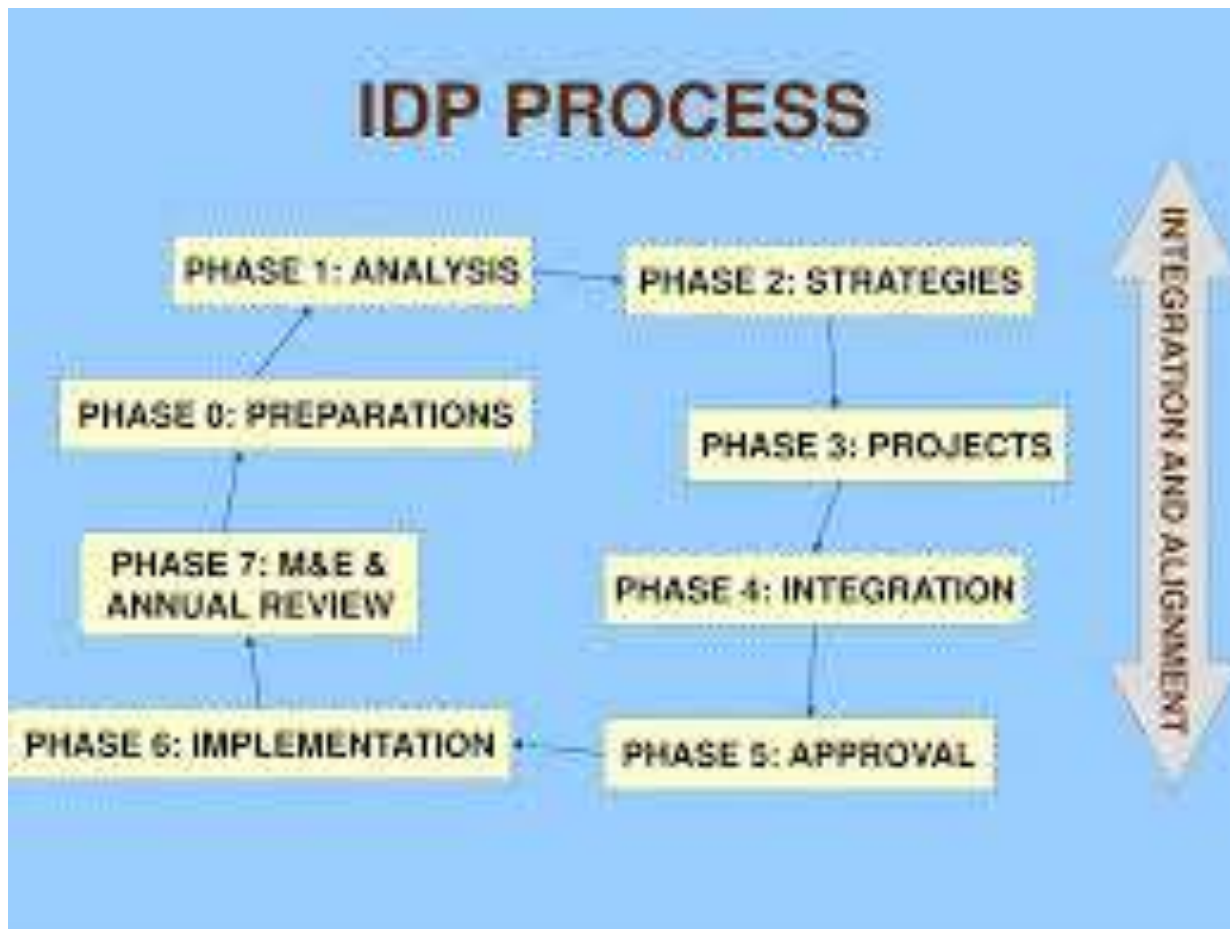 IDP PROCESS
PHASE 0: PREPARATIONS
PHASE 1: ANALYSIS
PHASE 2: STRATEGIES
PHASE 3: PROJECTS
PHASE 4: INTEGRATION
PHASE 5: APPROVAL
PHASE 6: IMPLEMENTATION
PHASE 7: M&E &
ANNUAL REVIEW
INTEGRATION AND ALIGNMENT